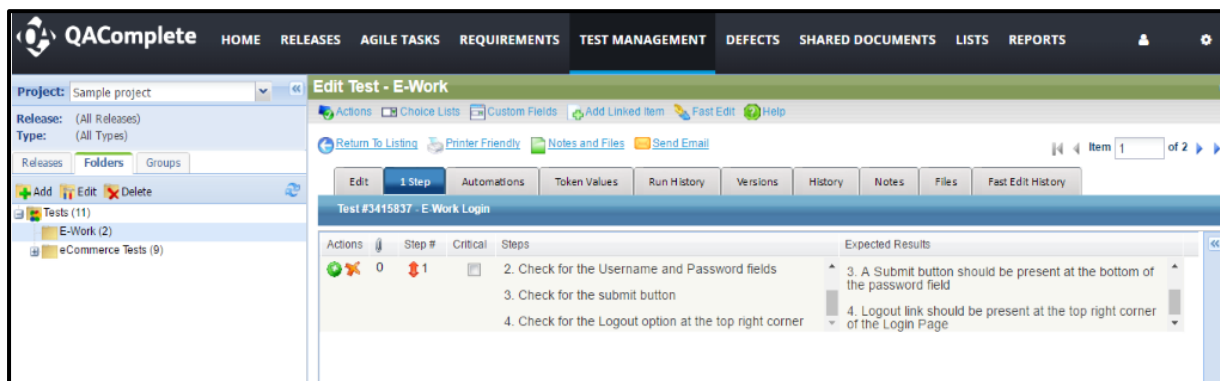 QAComplete HOME RELEASES AGILE TASKS REQUIREMENTS TEST MANAGEMENT DEFECTS SHARED DOCUMENTS LISTS REPORTS
Project: Sample project
Release: (All Releases)
Type: (All Types)
Releases Folders Groups
Add Edit Delete
Tests (11)
E-Work (2)
eCommerce Tests (9)
Edit Test - E-Work
Actions Choice Lists Custom Fields Add Linked Item Fast Edit Help
Return To Listing Printer Friendly Notes and Files Send Email Item 1 of 2
Edit 1 Step Automations Token Values Run History Versions History Notes Files Fast Edit History
Test #3415837 - E-Work Login
Actions Step # Critical Steps Expected Results
0 1
2. Check for the Username and Password fields
3. Check for the submit button
4. Check for the Logout option at the top right corner
3. A Submit button should be present at the bottom of
the password field
4. Logout link should be present at the top right corner
of the Login Page